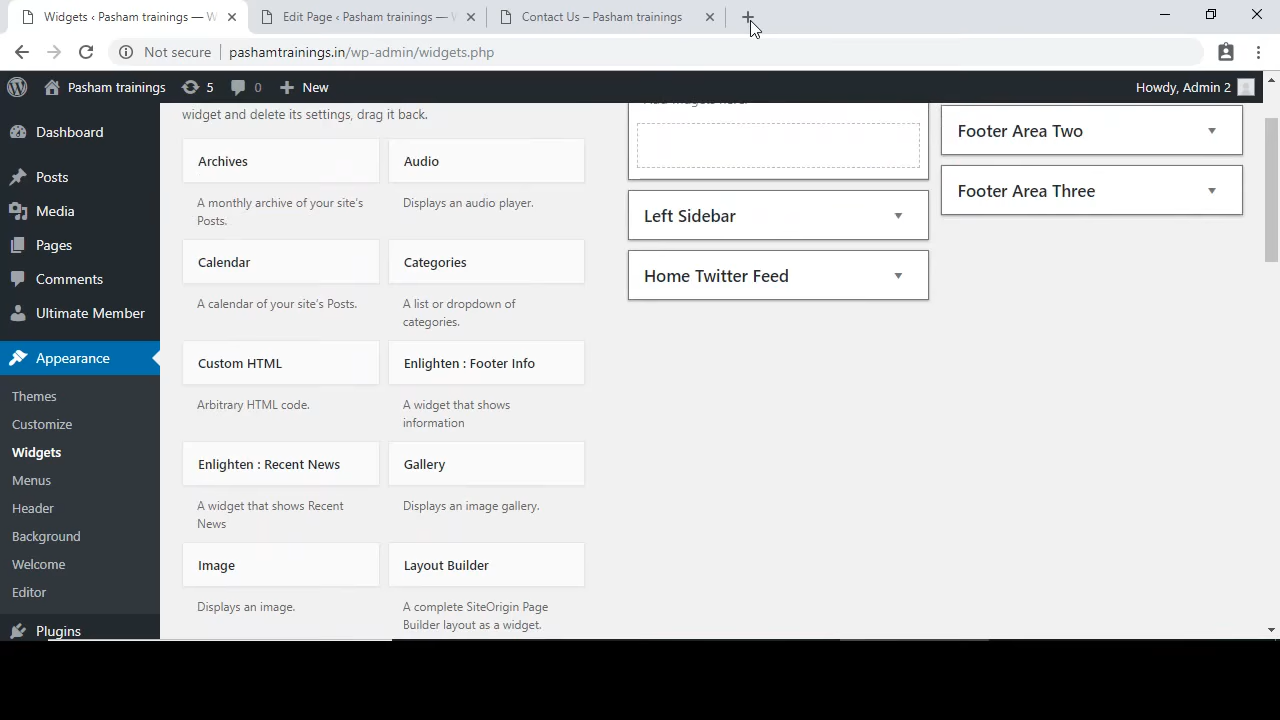 Widgets ‹ Pasham trainings — W
Edit Page ‹ Pasham trainings — W
Contact Us – Pasham trainings
Not secure
pashamtrainings.in/wp-admin/widgets.php
Pasham trainings
5
0
New
Howdy, Admin 2
Dashboard
Posts
Media
Pages
Comments
Ultimate Member
Appearance
Themes
Customize
Widgets
Menus
Header
Background
Welcome
Editor
Plugins
widget and delete its settings, drag it back.
Archives
A monthly archive of your site's
Posts.
Audio
Displays an audio player.
Calendar
A calendar of your site's Posts.
Categories
A list or dropdown of
categories.
Custom HTML
Arbitrary HTML code.
Enlighten : Footer Info
A widget that shows
information
Enlighten : Recent News
A widget that shows Recent
News
Gallery
Displays an image gallery.
Image
Displays an image.
Layout Builder
A complete SiteOrigin Page
Builder layout as a widget.
Left Sidebar
Home Twitter Feed
Footer Area Two
Footer Area Three